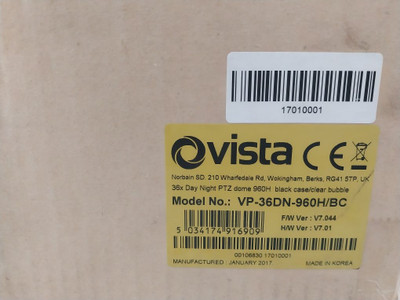 17010001
vista CE
Norbain SD 210 Wharfedale Rd, Wokingham, Berks, RG41 5TP, UK
36x Day Night PTZ dome 960H black case/clear bubble
Model No.: VP-36DN-960H/BC
F/W Ver : V7.044
5 034174 916909
H/W Ver : V7.01
00106830 17010001
MANUFACTURED : JANUARY 2017 MADE IN KOREA